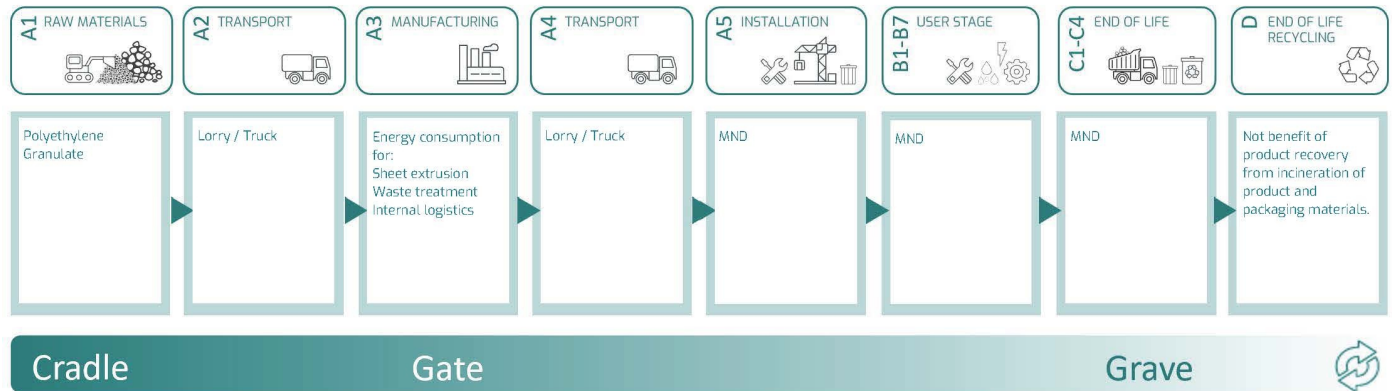 A1 RAW MATERIALS
A2 TRANSPORT
A3 MANUFACTURING
A4 TRANSPORT
A5 INSTALLATION
B1-B7 USER STAGE
C1-C4 END OF LIFE
D END OF LIFE
RECYCLING
Polyethylene
Granulate
Lorry / Truck
Energy consumption
for:
Sheet extrusion
Waste treatment
Internal logistics
Lorry / Truck
MND
MND
MND
Not benefit of
product recovery
from incineration of
product and
packaging materials.
Cradle
Gate
Grave